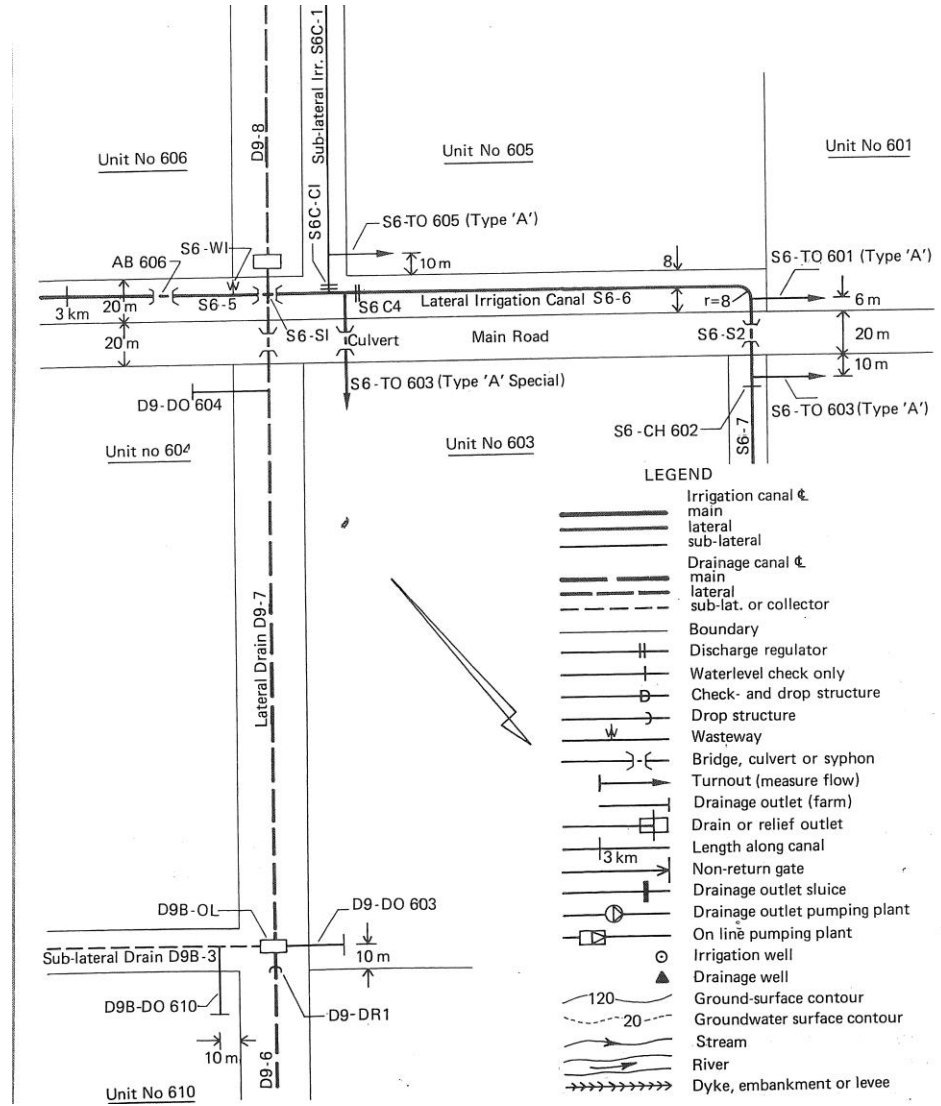 Sub-lateral Irr. S6C-1
D9-8
Unit No 606
Unit No 605
Unit No 601
S6C-CI
S6-TO 605 (Type 'A')
S6-WI
AB 606
10 m
8
S6-TO 601 (Type 'A')
3 km
20 m
S6-5
S6 C4
Lateral Irrigation Canal S6-6
r=8
6 m
20 m
S6-SI
Culvert
Main Road
S6-S2
20 m
10 m
S6-TO 603 (Type 'A' Special)
D9-DO 604
S6-TO 603 (Type 'A')
S6-CH 602
S6-7
Unit no 604
Unit No 603
Lateral Drain D9-7
D9B-OL
D9-DO 603
Sub-lateral Drain D9B-3
10 m
D9B-DO 610
D9-DR1
10 m
D9-6
Unit No 610
LEGEND
Irrigation canal ℄
main
lateral
sub-lateral
Drainage canal ℄
main
lateral
sub-lat. or collector
Boundary
Discharge regulator
Waterlevel check only
D
Check- and drop structure
Drop structure
Wasteway
Bridge, culvert or syphon
Turnout (measure flow)
Drainage outlet (farm)
Drain or relief outlet
3 km
Length along canal
Non-return gate
Drainage outlet sluice
Drainage outlet pumping plant
On line pumping plant
Irrigation well
Drainage well
120
Ground-surface contour
20
Groundwater surface contour
Stream
River
Dyke, embankment or levee